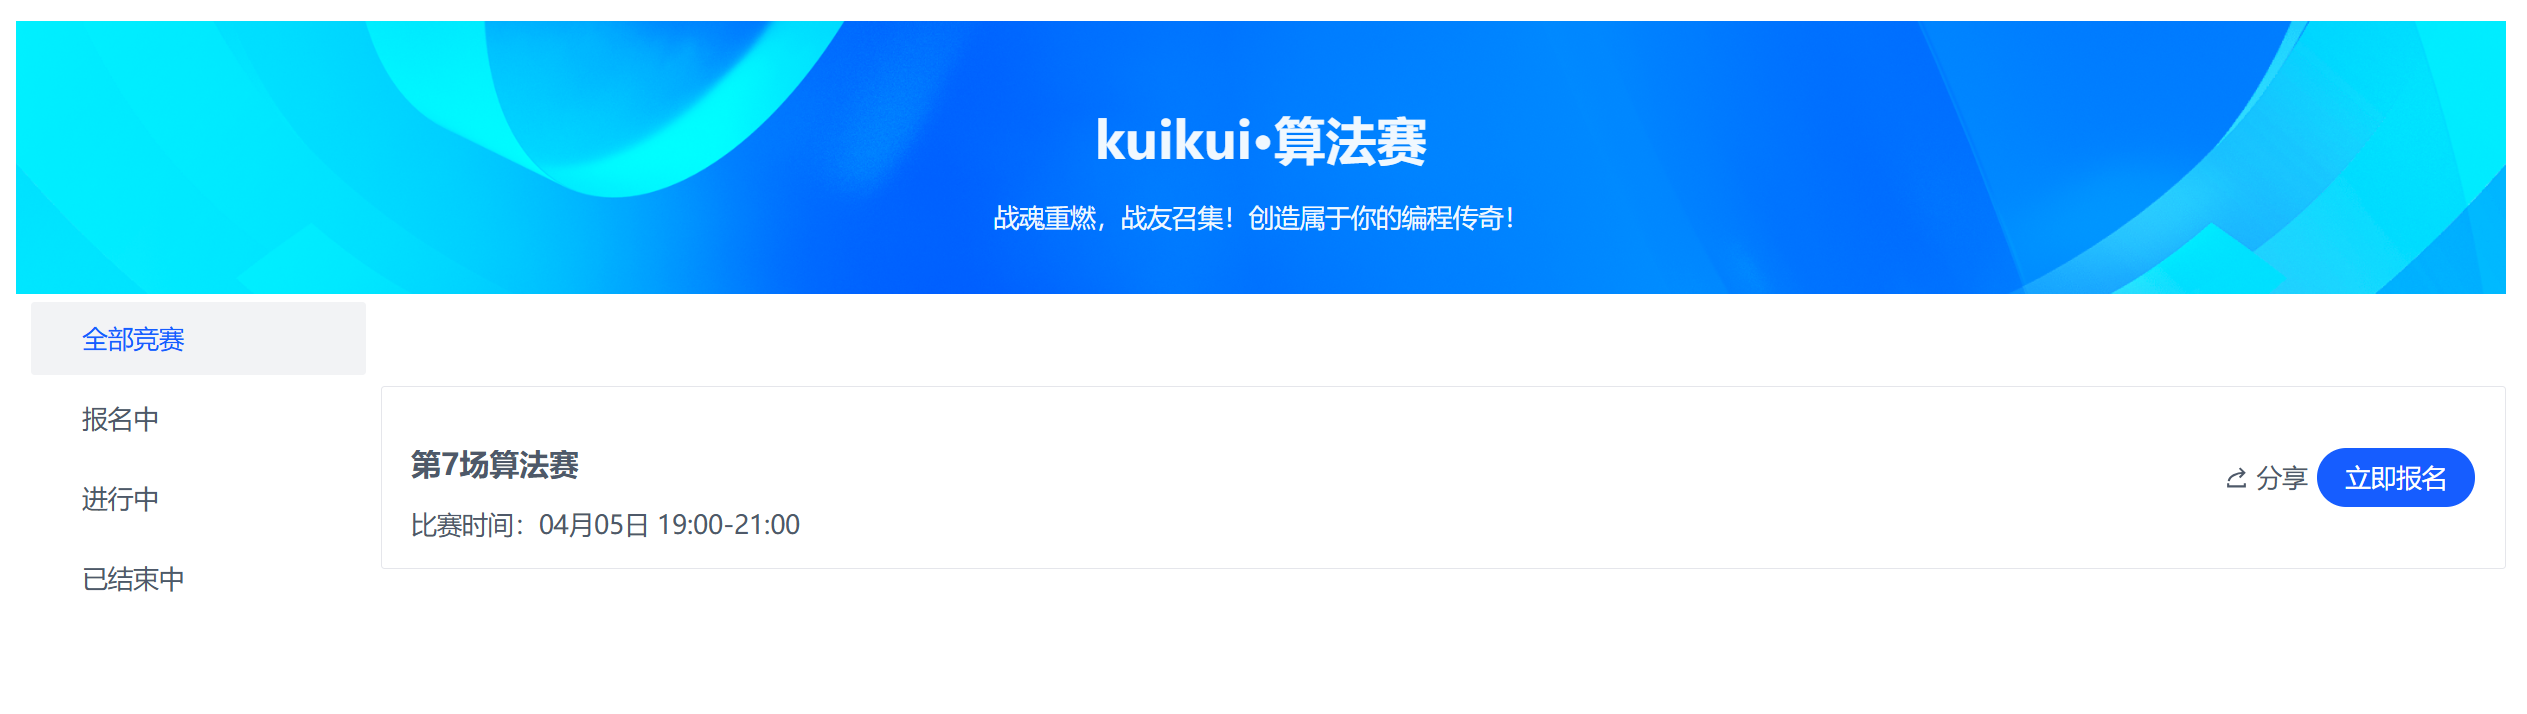 kuikui•算法赛
战魂重燃，战友召集！创造属于你的编程传奇！
全部竞赛
报名中
进行中
已结束中
第7场算法赛
比赛时间：04月05日 19:00-21:00
分享
立即报名